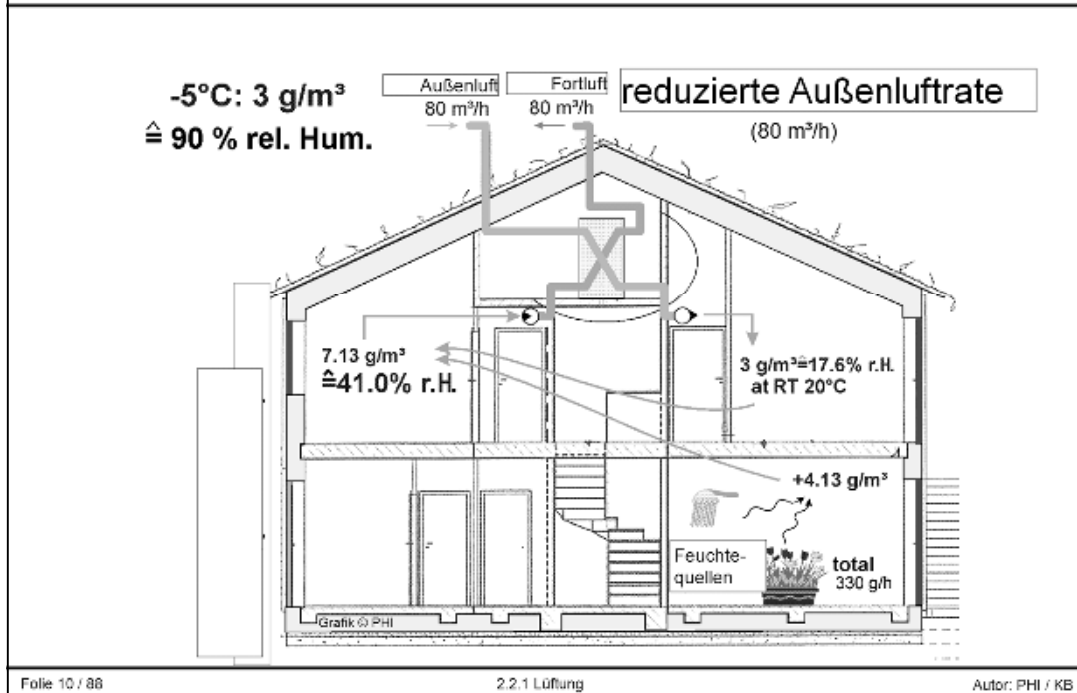 -5°C: 3 g/m³
≙ 90 % rel. Hum.
Außenluft
80 m³/h
Fortluft
80 m³/h
reduzierte Außenluftrate
(80 m³/h)
7.13 g/m³
≙41.0% r.H.
3 g/m³≙17.6% r.H.
at RT 20°C
+4.13 g/m³
Feuchte-
quellen
total
330 g/h
Grafik © PHI
Folie 10 / 88
2.2.1 Lüftung
Autor: PHI / KB